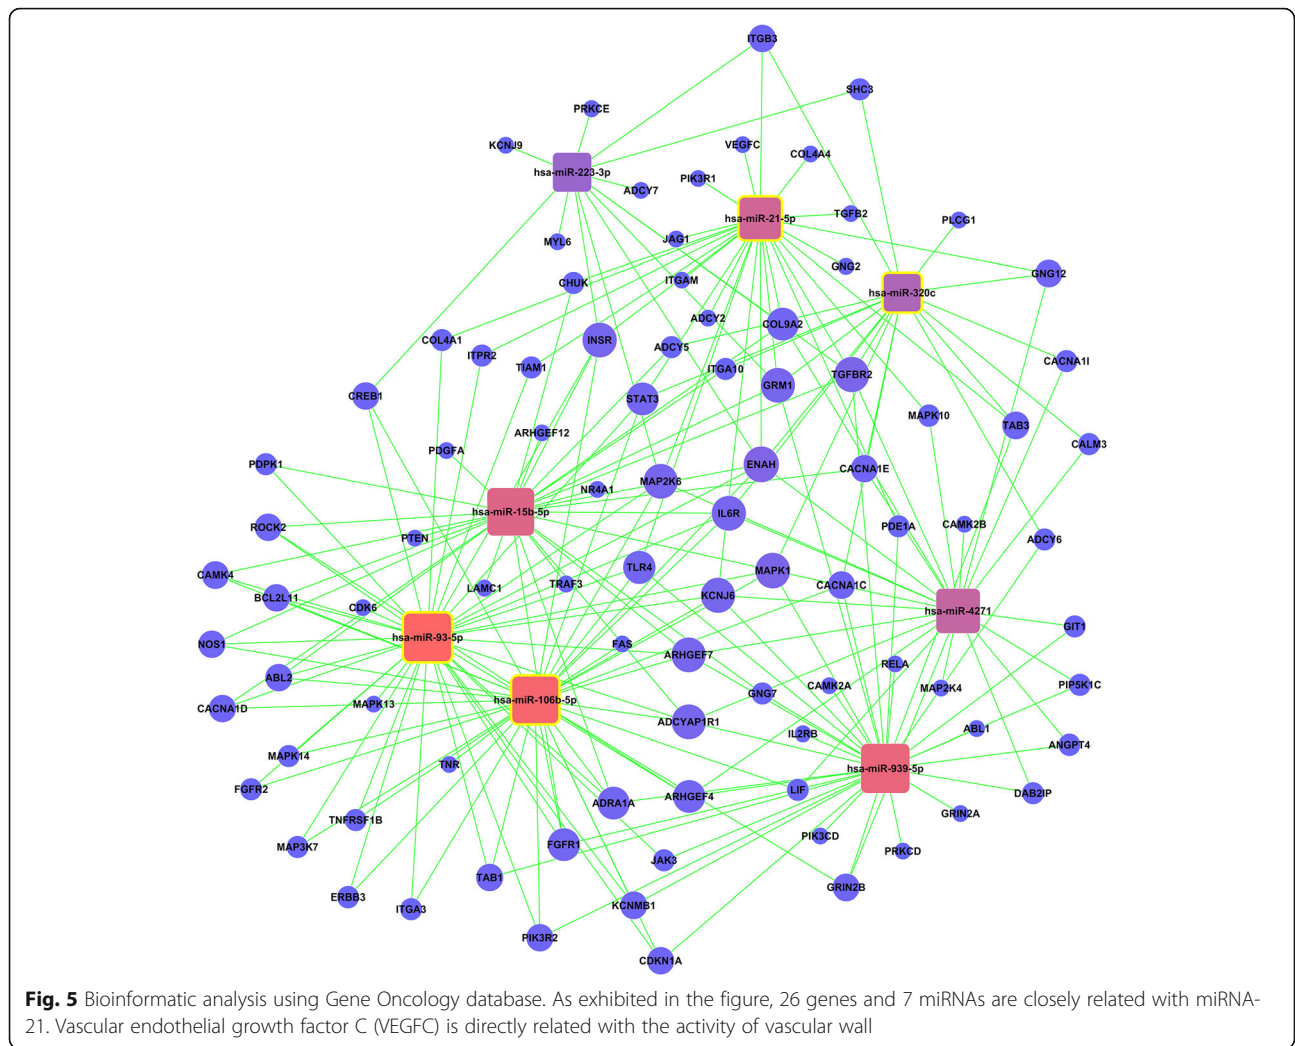 ITGB3
SHC3
PRKCE
KCNJ9
VEGFC
COL4A4
hsa-miR-223-3p
PIK3R1
ADCY7
hsa-miR-21-5p
TGFB2
PLCG1
MYL6
JAG1
GNG2
GNG12
CHUK
ITGAM
hsa-miR-320c
ADCY2
COL9A2
COL4A1
INSR
ADCY5
ITPR2
CACNA1I
TIAM1
ITGA10
TGFBR2
GRM1
CREB1
STAT3
MAPK10
TAB3
ARHGEF12
CALM3
PDGFA
PDPK1
ENAH
CACNA1E
MAP2K6
NR4A1
hsa-miR-15b-5p
IL6R
ROCK2
PDE1A
CAMK2B
PTEN
ADCY6
CAMK4
TLR4
MAPK1
TRAF3
CACNA1C
LAMC1
BCL2L11
KCNJ6
CDK6
hsa-miR-4271
GIT1
hsa-miR-93-5p
NOS1
FAS
ARHGEF7
RELA
ABL2
CAMK2A
MAP2K4
PIP5K1C
GNG7
hsa-miR-106b-5p
MAPK13
CACNA1D
ADCYAP1R1
ABL1
IL2RB
ANGPT4
MAPK14
TNR
hsa-miR-939-5p
FGFR2
LIF
DAB2IP
ARHGEF4
ADRA1A
GRIN2A
TNFRSF1B
PIK3CD
MAP3K7
FGFR1
PRKCD
JAK3
TAB1
GRIN2B
ERBB3
KCNMB1
ITGA3
PIK3R2
CDKN1A
Fig. 5 Bioinformatic analysis using Gene Oncology database. As exhibited in the figure, 26 genes and 7 miRNAs are closely related with miRNA-
21. Vascular endothelial growth factor C (VEGFC) is directly related with the activity of vascular wall